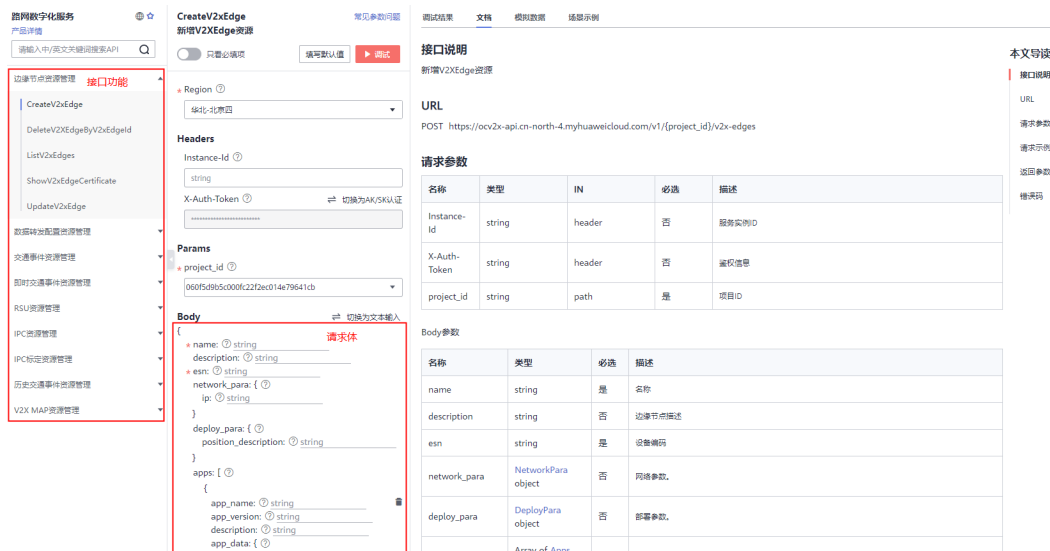 路网数字化服务
产品详情
请输入中/英文关键词搜索API
边缘节点资源管理
接口功能
CreateV2xEdge
DeleteV2XEdgeByV2xEdgeId
ListV2xEdges
ShowV2xEdgeCertificate
UpdateV2xEdge
数据转发配置资源管理
交通事件资源管理
即时交通事件资源管理
RSU资源管理
IPC资源管理
IPC标定资源管理
历史交通事件资源管理
V2X MAP资源管理
CreateV2xEdge
常见参数问题
新增V2XEdge资源
只看必填项
填写默认值
调试
* Region
华北-北京四
Headers
Instance-Id
string
X-Auth-Token
切换为AK/SK认证
************************
Params
* project_id
060f5d9b5c000fc22f2ec014e79641cb
Body
切换为文本输入
{
请求体
* name: string
description: string
* esn: string
network_para: {
ip: string
}
deploy_para: {
position_description: string
}
apps: [
{
app_name: string
app_version: string
description: string
app_data: {
调试结果 文档 模拟数据 场景示例
接口说明
新增V2XEdge资源
URL
POST https://ocv2x-api.cn-north-4.myhuaweicloud.com/v1/{project_id}/v2x-edges
请求参数
名称 类型 IN 必选 描述
Instance-
Id string header 否 服务实例ID
X-Auth-
Token string header 否 鉴权信息
project_id string path 是 项目ID
Body参数
名称 类型 必选 描述
name string 是 名称
description string 否 边缘节点描述
esn string 是 设备编码
network_para NetworkPara
object 否 网络参数。
deploy_para DeployPara
object 否 部署参数。
Array of Apps
本文导读
接口说明
URL
请求参数
请求示例
返回参数
错误码